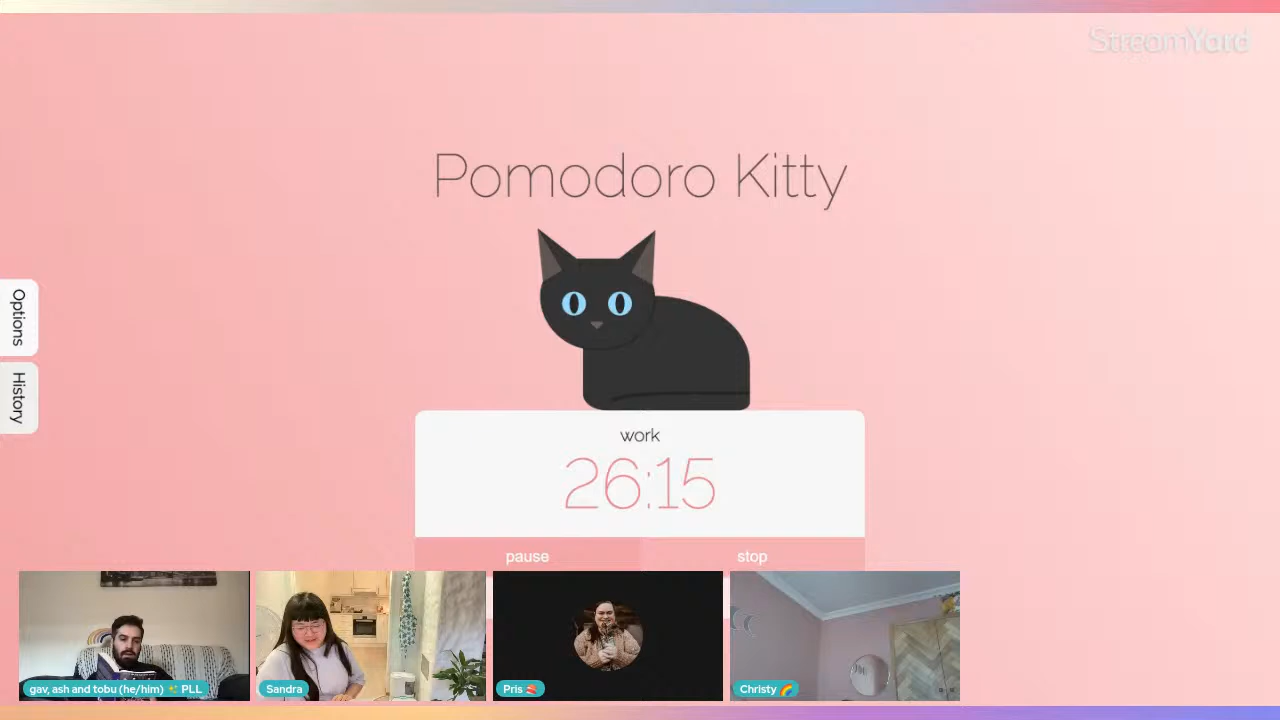 StreamYard
Pomodoro Kitty
Options
History
work
26:15
pause
stop
gav, ash and tobu (he/him) ✨ PLL
Sandra
Pris
Christy 🌈